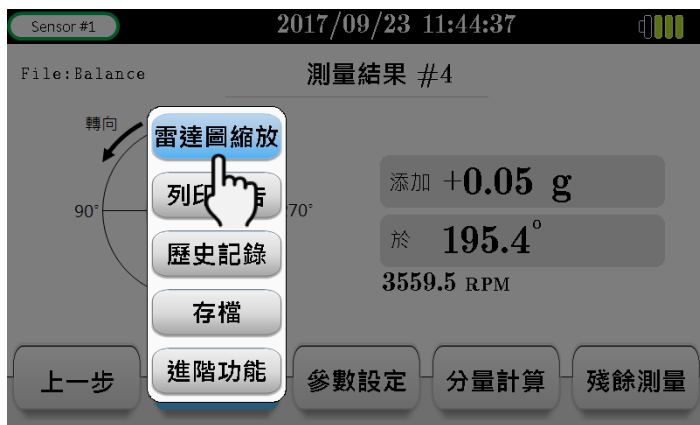 Sensor #1
2017/09/23 11:44:37
File:Balance
測量結果 #4
轉向
雷達圖縮放
添加 +0.05 g
90°
70°
於 195.4°
歷史記錄
3559.5 RPM
存檔
進階功能
上一步
參數設定
分量計算
殘餘測量